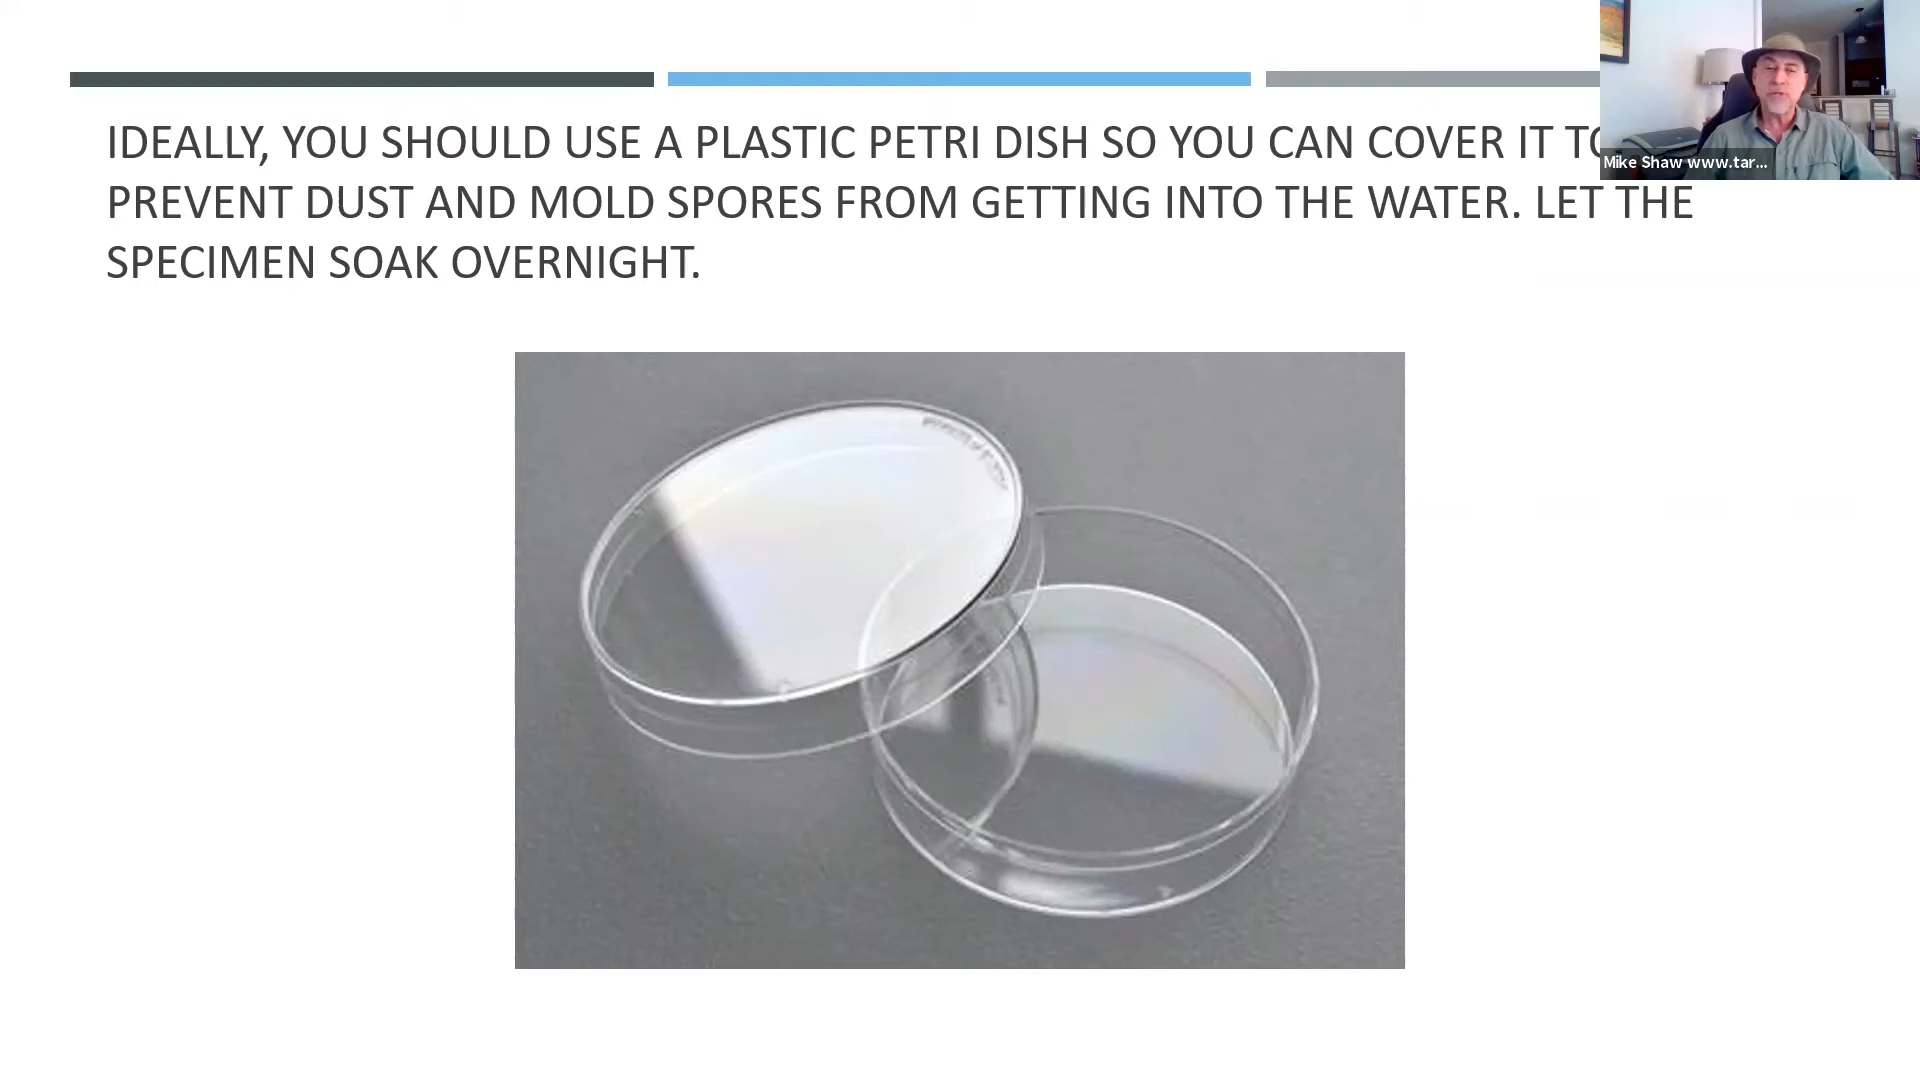 IDEALLY, YOU SHOULD USE A PLASTIC PETRI DISH SO YOU CAN COVER IT TO
PREVENT DUST AND MOLD SPORES FROM GETTING INTO THE WATER. LET THE
SPECIMEN SOAK OVERNIGHT.
Mike Shaw www.tar...